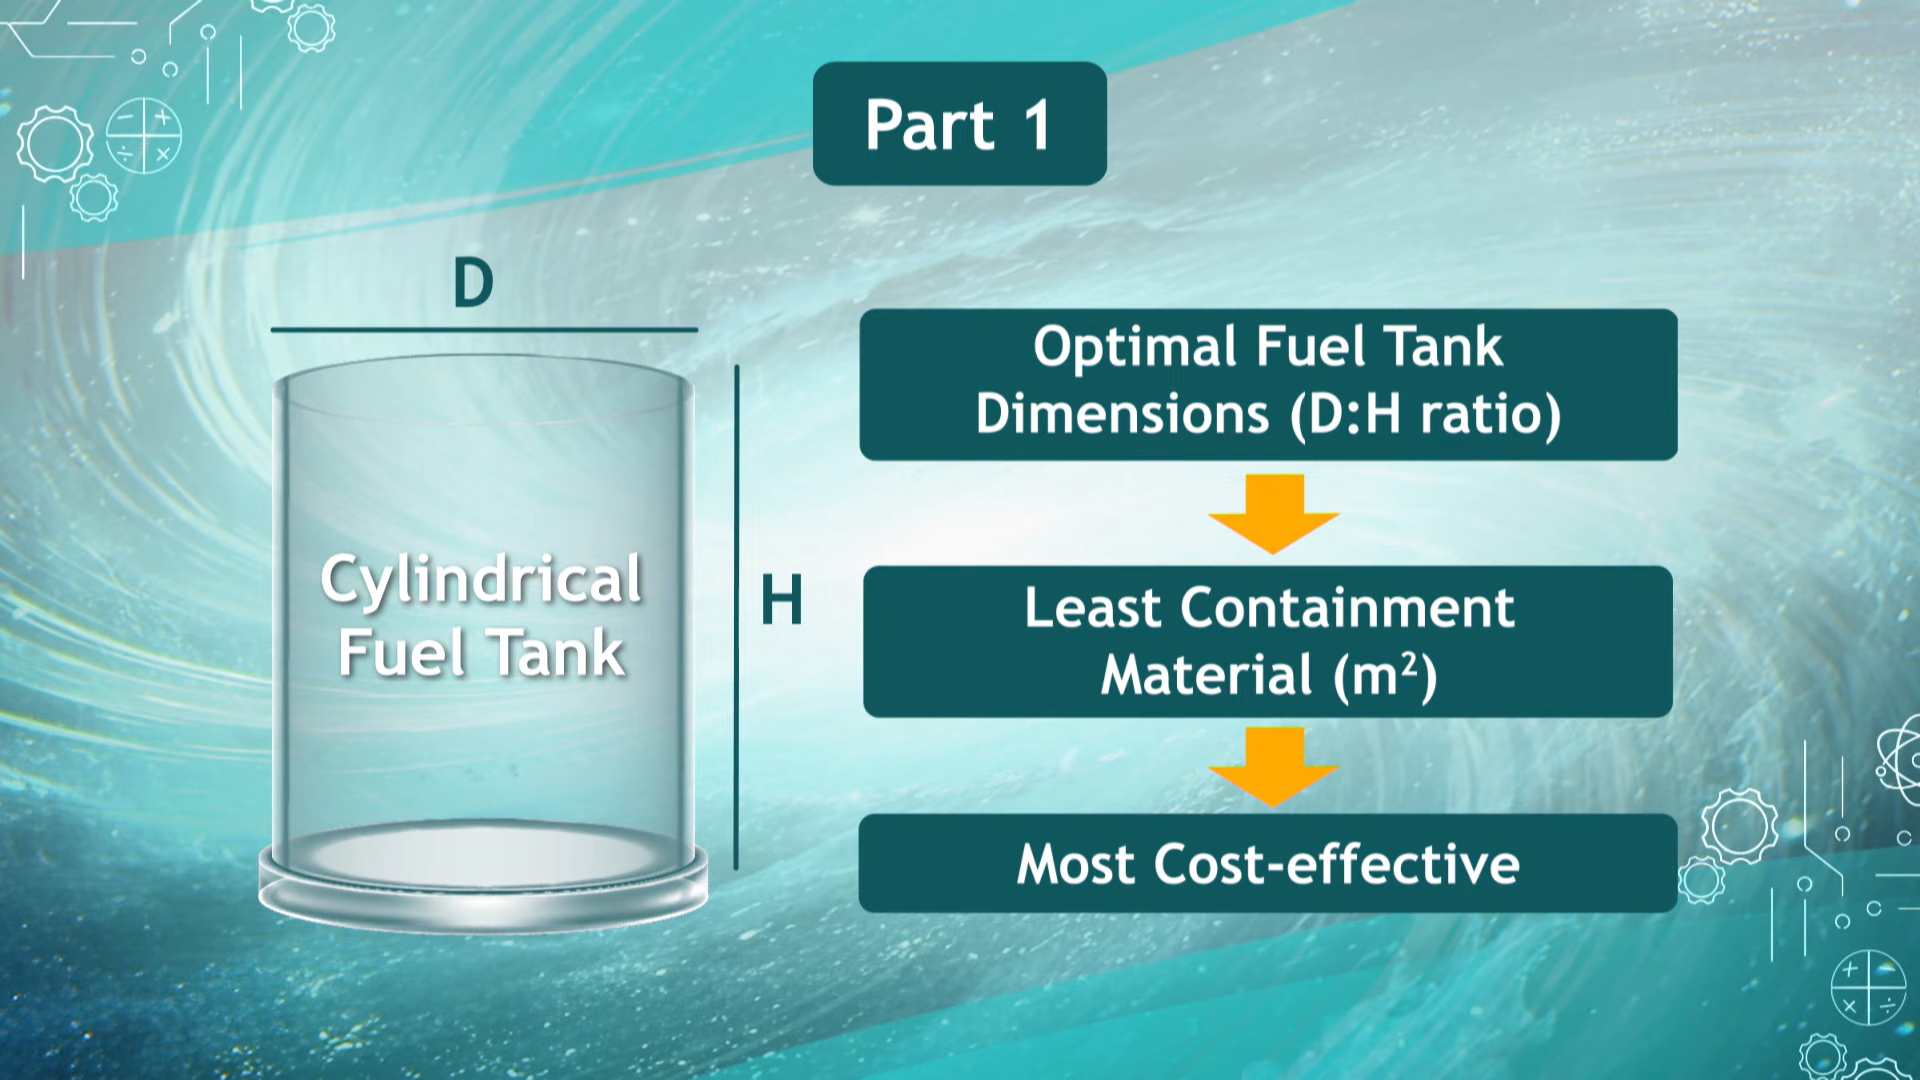 Part 1
D
H
Cylindrical
Fuel Tank
Optimal Fuel Tank
Dimensions (D:H ratio)
Least Containment
Material (m²)
Most Cost-effective